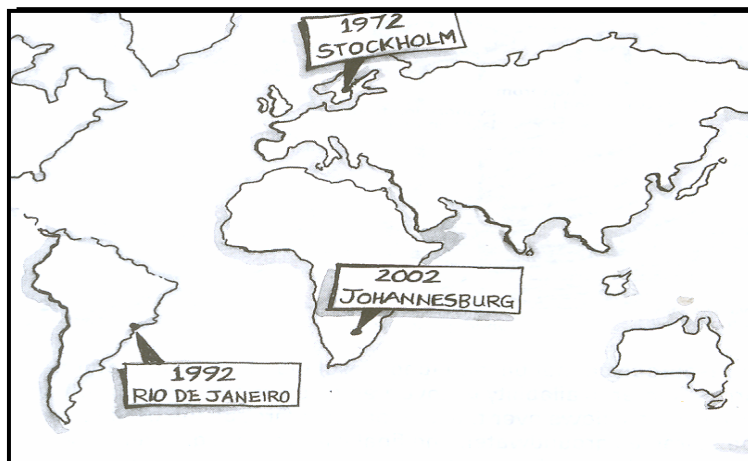 1972
STOCKHOLM
2002
JOHANNESBURG
1992
RIO DE JANEIRO